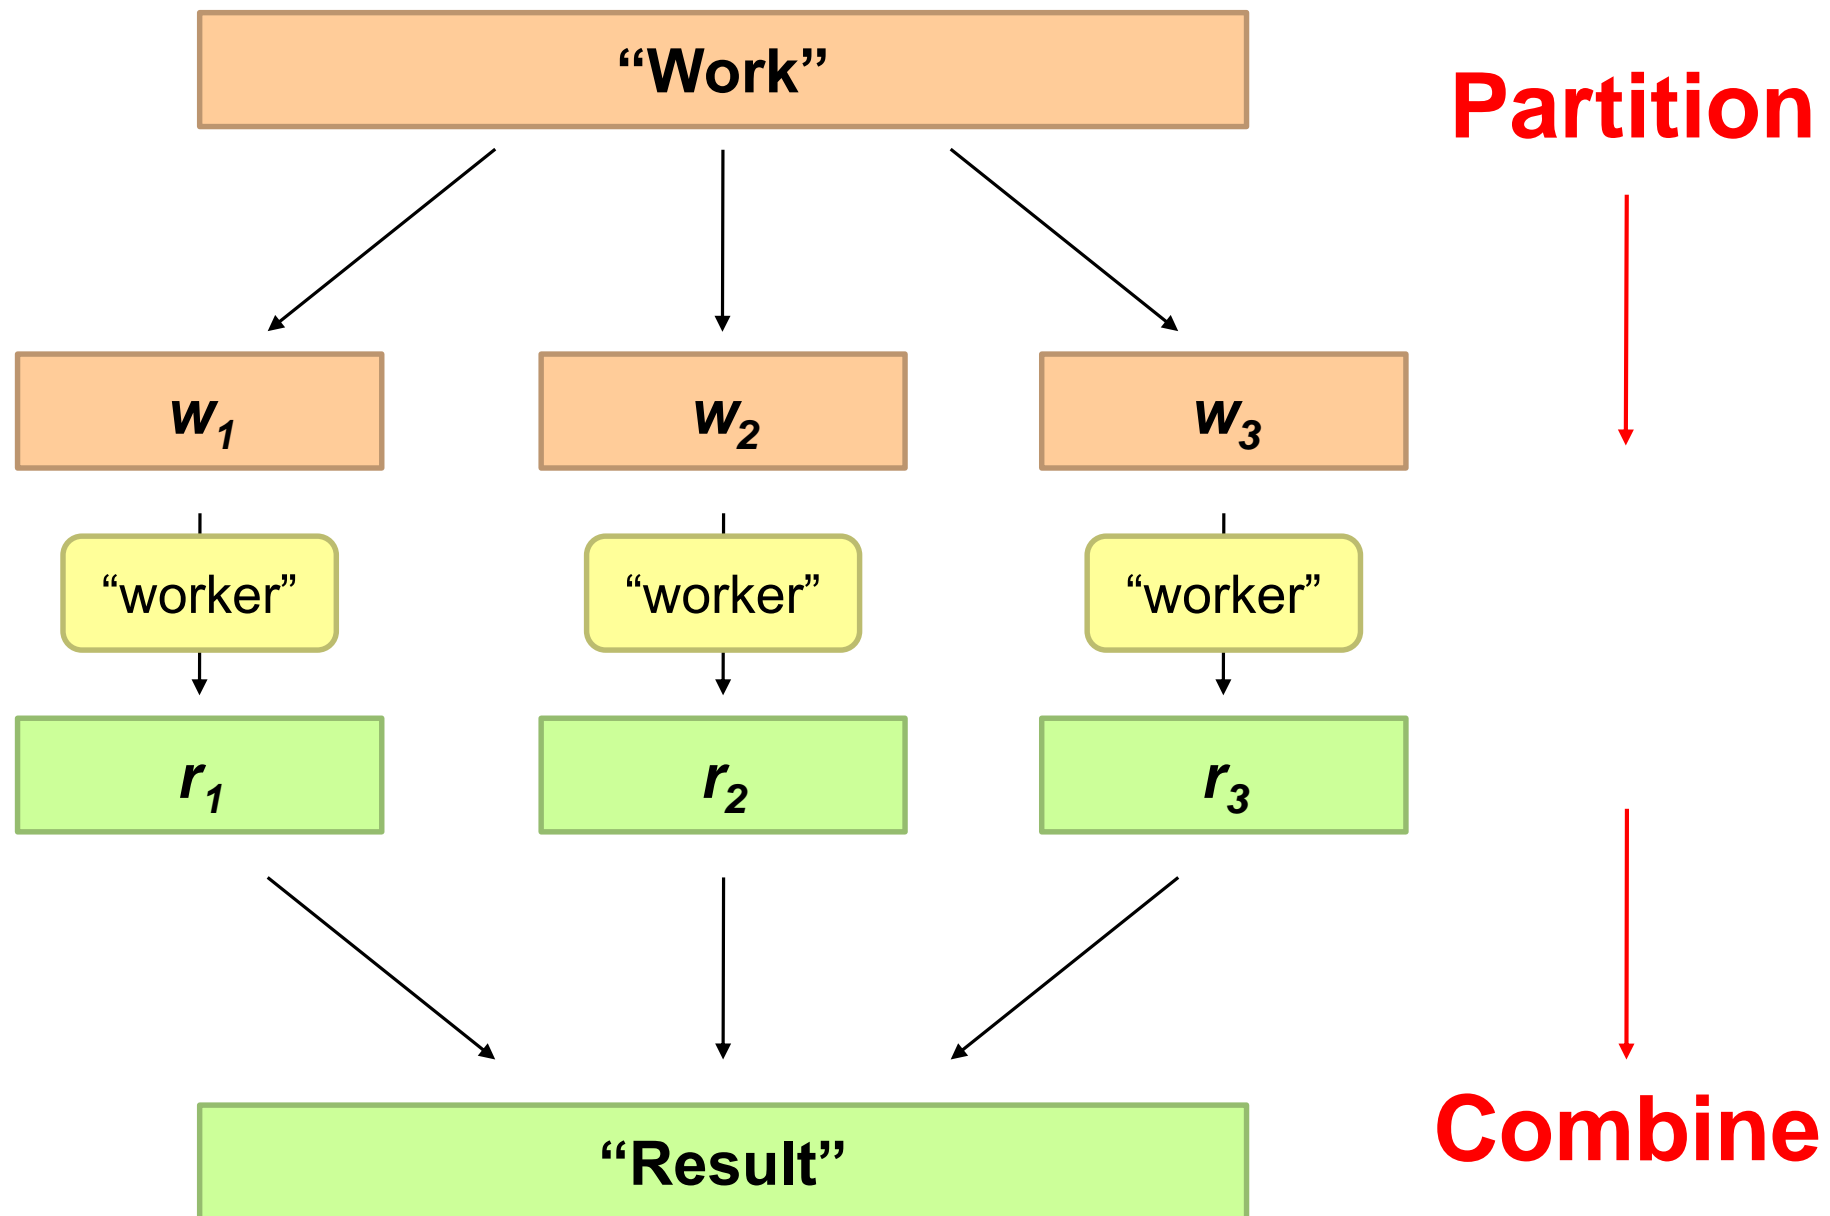 “Work”
Partition
w1
w2
w3
“worker”
“worker”
“worker”
r1
r2
r3
Combine
“Result”